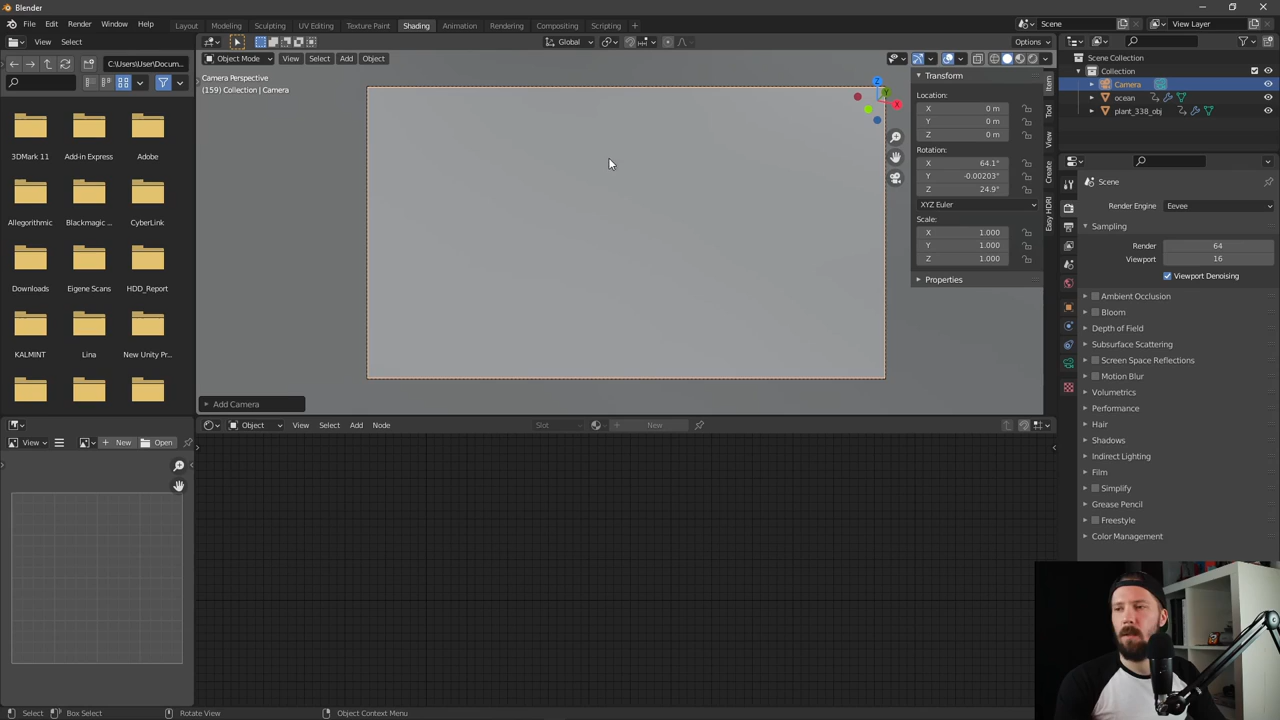 Blender
File Edit Render Window Help
Layout Modeling Sculpting UV Editing Texture Paint Shading Animation Rendering Compositing Scripting +
Scene
View Layer
View Select
Global
Options
C:\Users\User\Docum...
Object Mode View Select Add Object
Camera Perspective
(159) Collection | Camera
3DMark 11
Add-in Express
Adobe
Allegorithmic
Blackmagic ...
CyberLink
Downloads
Eigene Scans
HDD_Report
KALMINT
Lina
New Unity Pr...
Add Camera
Z
Y
X
Transform
Location:
X 0 m
Y 0 m
Z 0 m
Rotation:
X 64.1°
Y -0.00203°
Z 24.9°
XYZ Euler
Scale:
X 1.000
Y 1.000
Z 1.000
Properties
Item
Tool
View
Create
Easy HDRI
Scene Collection
Collection
Camera
ocean
plant_338_obj
Scene
Render Engine Eevee
Sampling
Render 64
Viewport 16
Viewport Denoising
Ambient Occlusion
Bloom
Depth of Field
Subsurface Scattering
Screen Space Reflections
Motion Blur
Volumetrics
Performance
Hair
Shadows
Indirect Lighting
Film
Simplify
Grease Pencil
Freestyle
Color Management
View
+ New Open
Object View Select Add Node
Slot
+ New
Select Box Select Rotate View Object Context Menu